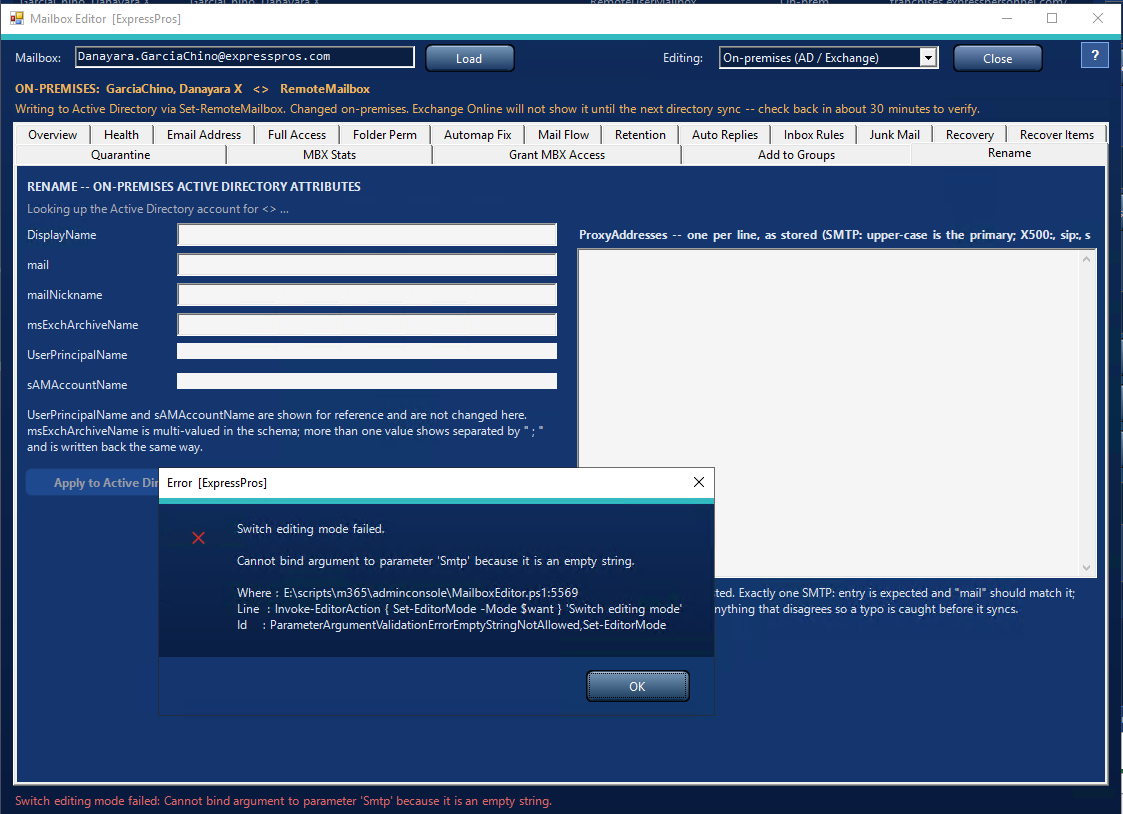 Mailbox Editor [ExpressPros]
Mailbox: Danayara.GarciaChino@expresspros.com Load Editing: On-premises (AD / Exchange) Close ?
ON-PREMISES: GarciaChino, Danayara X <> RemoteMailbox
Writing to Active Directory via Set-RemoteMailbox. Changed on-premises. Exchange Online will not show it until the next directory sync -- check back in about 30 minutes to verify.
Overview Health Email Address Full Access Folder Perm Automap Fix Mail Flow Retention Auto Replies Inbox Rules Junk Mail Recovery Recover Items
Quarantine MBX Stats Grant MBX Access Add to Groups Rename
RENAME -- ON-PREMISES ACTIVE DIRECTORY ATTRIBUTES
Looking up the Active Directory account for <> ...
DisplayName
ProxyAddresses -- one per line, as stored (SMTP: upper-case is the primary; X500:, sip:, s
mail
mailNickname
msExchArchiveName
UserPrincipalName
sAMAccountName
UserPrincipalName and sAMAccountName are shown for reference and are not changed here.
msExchArchiveName is multi-valued in the schema; more than one value shows separated by " ; "
and is written back the same way.
Apply to Active Dir
Error [ExpressPros]
Switch editing mode failed.
Cannot bind argument to parameter 'Smtp' because it is an empty string.
Where : E:\scripts\m365\adminconsole\MailboxEditor.ps1:5569
Line : Invoke-EditorAction { Set-EditorMode -Mode $want } 'Switch editing mode'
Id : ParameterArgumentValidationErrorEmptyStringNotAllowed,Set-EditorMode
OK
sted. Exactly one SMTP: entry is expected and "mail" should match it;
nything that disagrees so a typo is caught before it syncs.
Switch editing mode failed: Cannot bind argument to parameter 'Smtp' because it is an empty string.